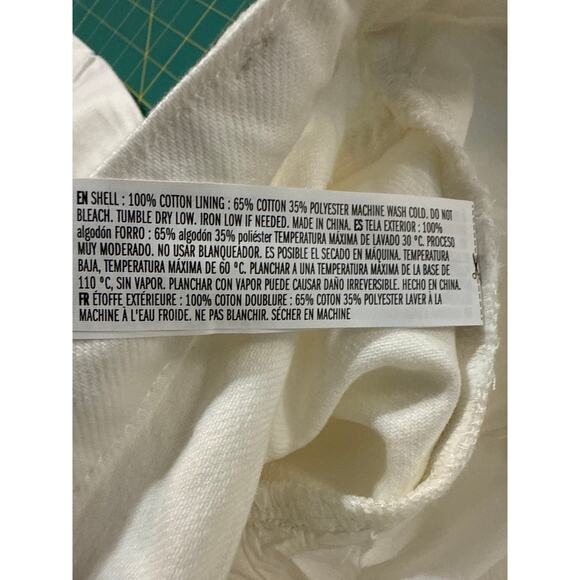 EN SHELL : 100% COTTON LINING : 65% COTTON 35% POLYESTER MACHINE WASH COLD. DO NOT
BLEACH. TUMBLE DRY LOW. IRON LOW IF NEEDED. MADE IN CHINA. ES TELA EXTERIOR : 100%
algodón FORRO : 65% algodón 35% poliéster TEMPERATURA MÁXIMA DE LAVADO 30 ºC. PROCESO
MUY MODERADO. NO USAR BLANQUEADOR. ES POSIBLE EL SECADO EN MÁQUINA. TEMPERATURA
BAJA, TEMPERATURA MÁXIMA DE 60 ºC. PLANCHAR A UNA TEMPERATURA MÁXIMA DE LA BASE DE
110 ºC, SIN VAPOR. PLANCHAR CON VAPOR PUEDE CAUSAR DAÑO IRREVERSIBLE. HECHO EN CHINA.
FR ÉTOFFE EXTÉRIEURE : 100% COTON DOUBLURE : 65% COTON 35% POLYESTER LAVER À LA
MACHINE À L'EAU FROIDE. NE PAS BLANCHIR. SÉCHER EN MACHINE